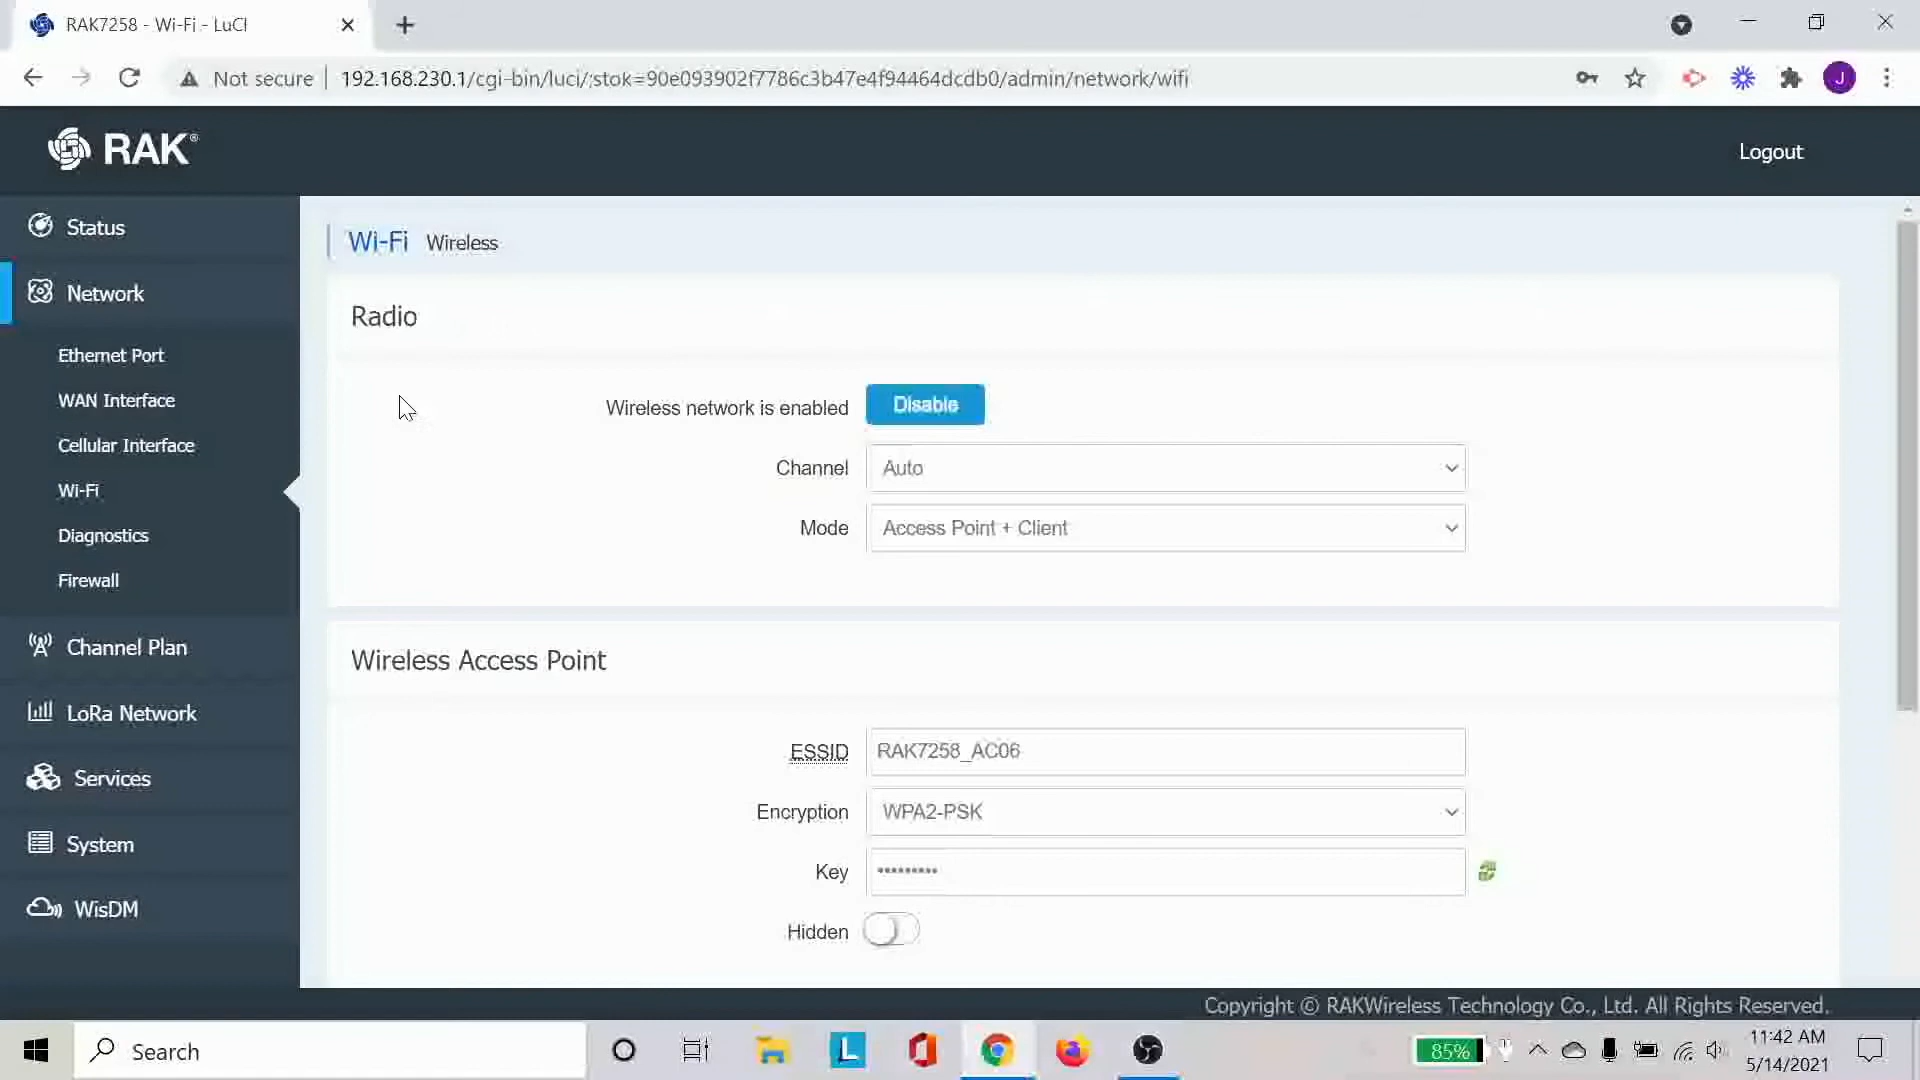 RAK7258 - Wi-Fi - LuCI
Not secure
192.168.230.1/cgi-bin/luci/;stok=90e093902f7786c3b47e4f94464dcdb0/admin/network/wifi
J
RAK®
Logout
Status
Network
Ethernet Port
WAN Interface
Cellular Interface
Wi-Fi
Diagnostics
Firewall
Channel Plan
LoRa Network
Services
System
WisDM
Wi-Fi Wireless
Radio
Wireless network is enabled Disable
Channel Auto
Mode Access Point + Client
Wireless Access Point
ESSID RAK7258_AC06
Encryption WPA2-PSK
Key •••••••••
Hidden
Copyright © RAKWireless Technology Co., Ltd. All Rights Reserved.
Search
L
85%
11:42 AM
5/14/2021